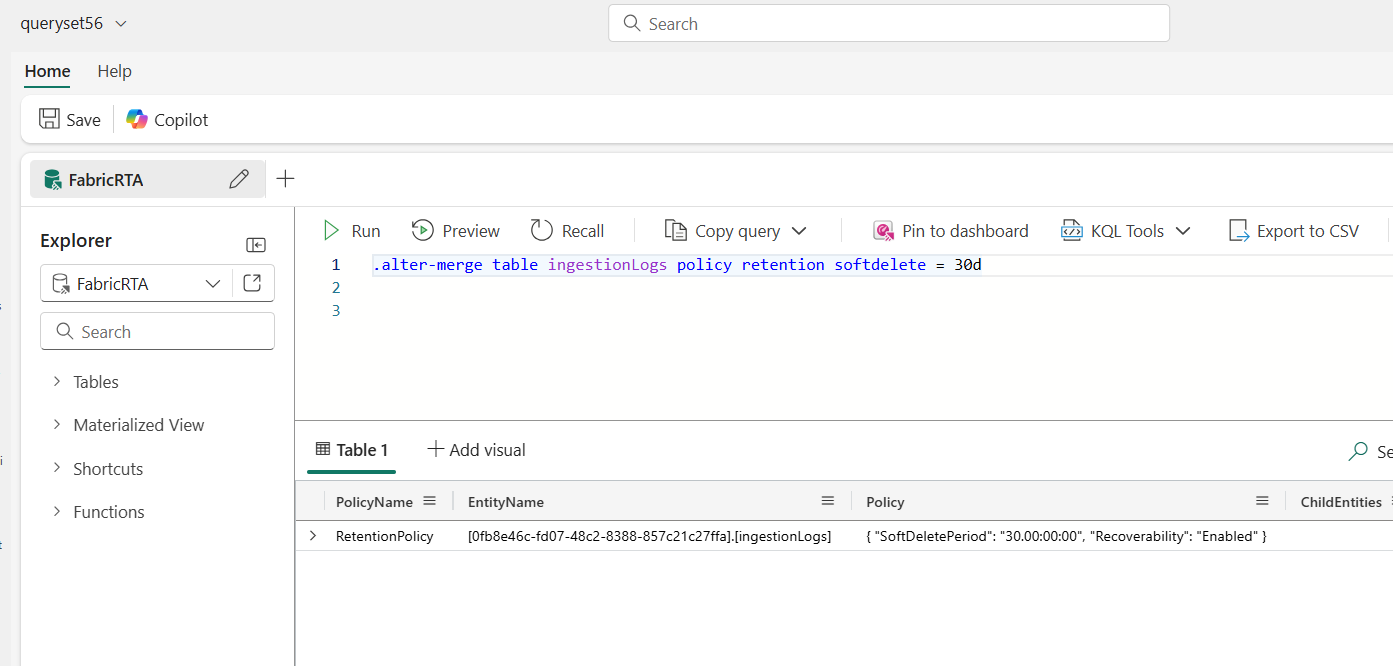 queryset56
Search
Home Help
Save Copilot
FabricRTA
Explorer
FabricRTA
Search
Tables
Materialized View
Shortcuts
Functions
Run Preview Recall Copy query Pin to dashboard KQL Tools Export to CSV
1 .alter-merge table ingestionLogs policy retention softdelete = 30d
2
3
Table 1 Add visual Se
PolicyName EntityName Policy ChildEntities
RetentionPolicy [0fb8e46c-fd07-48c2-8388-857c21c27ffa].[ingestionLogs] { "SoftDeletePeriod": "30.00:00:00", "Recoverability": "Enabled" }